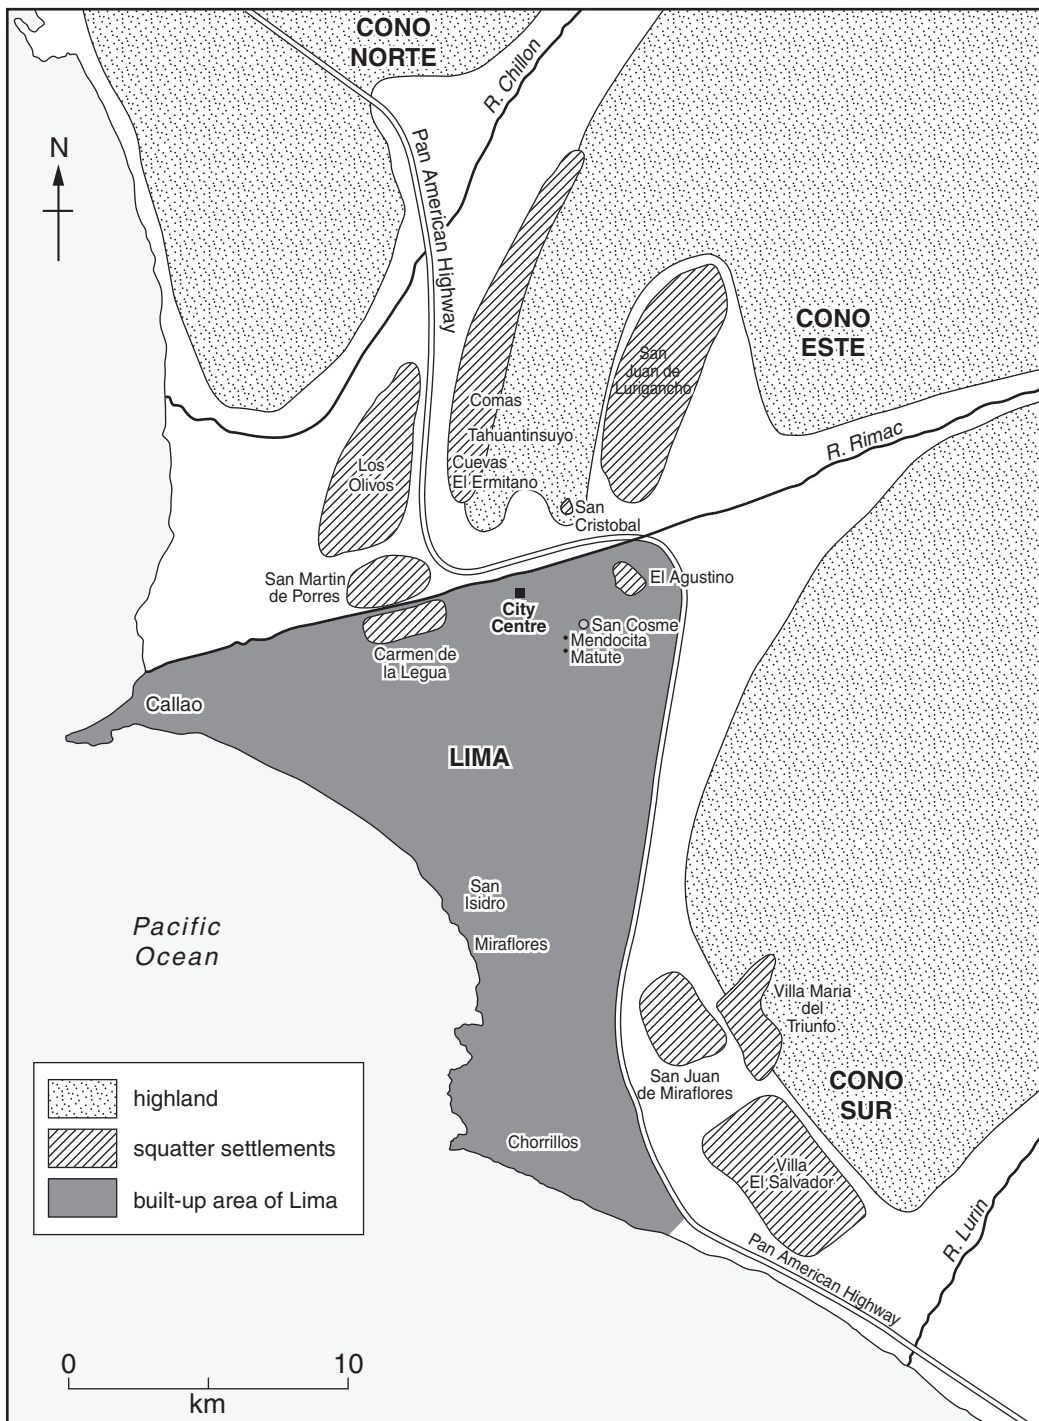 CONO
NORTE
R. Chillon
N
Pan American Highway
CONO
ESTE
San
Juan de
Lurigancho
Comas
Tahuantinsuyo
R. Rimac
Los
Olivos
Cuevas
El Ermitano
San
Cristobal
San Martin
de Porres
El Agustino
City
Centre
San Cosme
Mendocita
Matute
Carmen de
la Legua
Callao
LIMA
San
Isidro
Miraflores
Pacific
Ocean
Villa Maria
del
Triunfo
San Juan
de Miraflores
CONO
SUR
highland
squatter settlements
built-up area of Lima
Chorrillos
Villa
El Salvador
R. Lurin
Pan American Highway
0
10
km